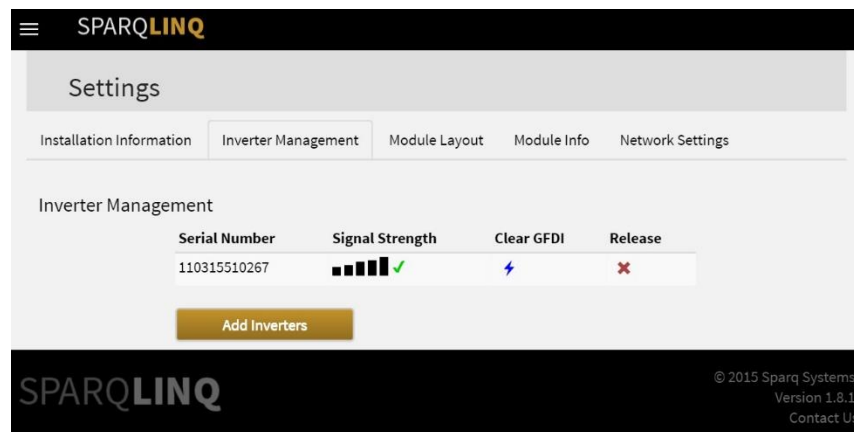 SPARQLINQ
Settings
Installation Information Inverter Management Module Layout Module Info Network Settings
Inverter Management
Serial Number Signal Strength Clear GFDI Release
110315510267
Add Inverters
SPARQLINQ
© 2015 Sparq Systems
Version 1.8.1
Contact